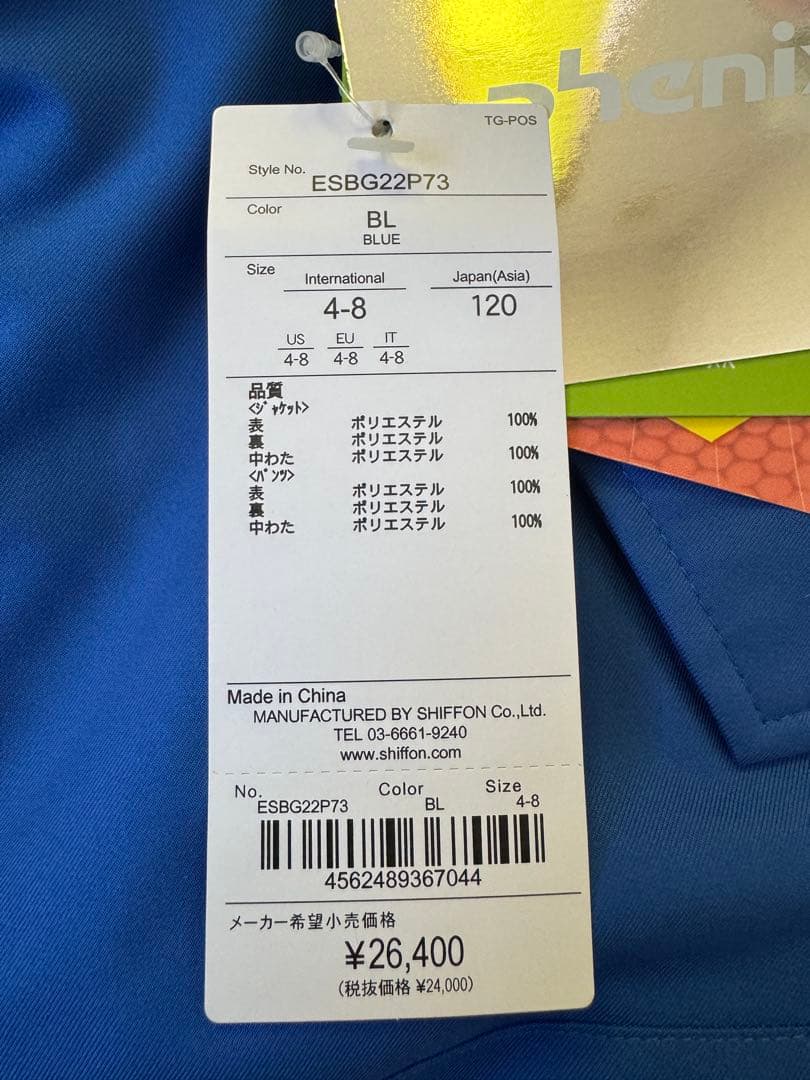 phenix
TG-POS
Style No. ESBG22P73
Color BL
BLUE
Size International Japan(Asia)
4-8 120
US EU IT
4-8 4-8 4-8
品質
<ｼﾞｬｹｯﾄ>
表 ポリエステル 100%
裏 ポリエステル
中わた ポリエステル 100%
<ﾊﾟﾝﾂ>
表 ポリエステル 100%
裏 ポリエステル
中わた ポリエステル 100%
Made in China
MANUFACTURED BY SHIFFON Co.,Ltd.
TEL 03-6661-9240
www.shiffon.com
No. Color Size
ESBG22P73 BL 4-8
4562489367044
メーカー希望小売価格
¥26,400
(税抜価格 ¥24,000)